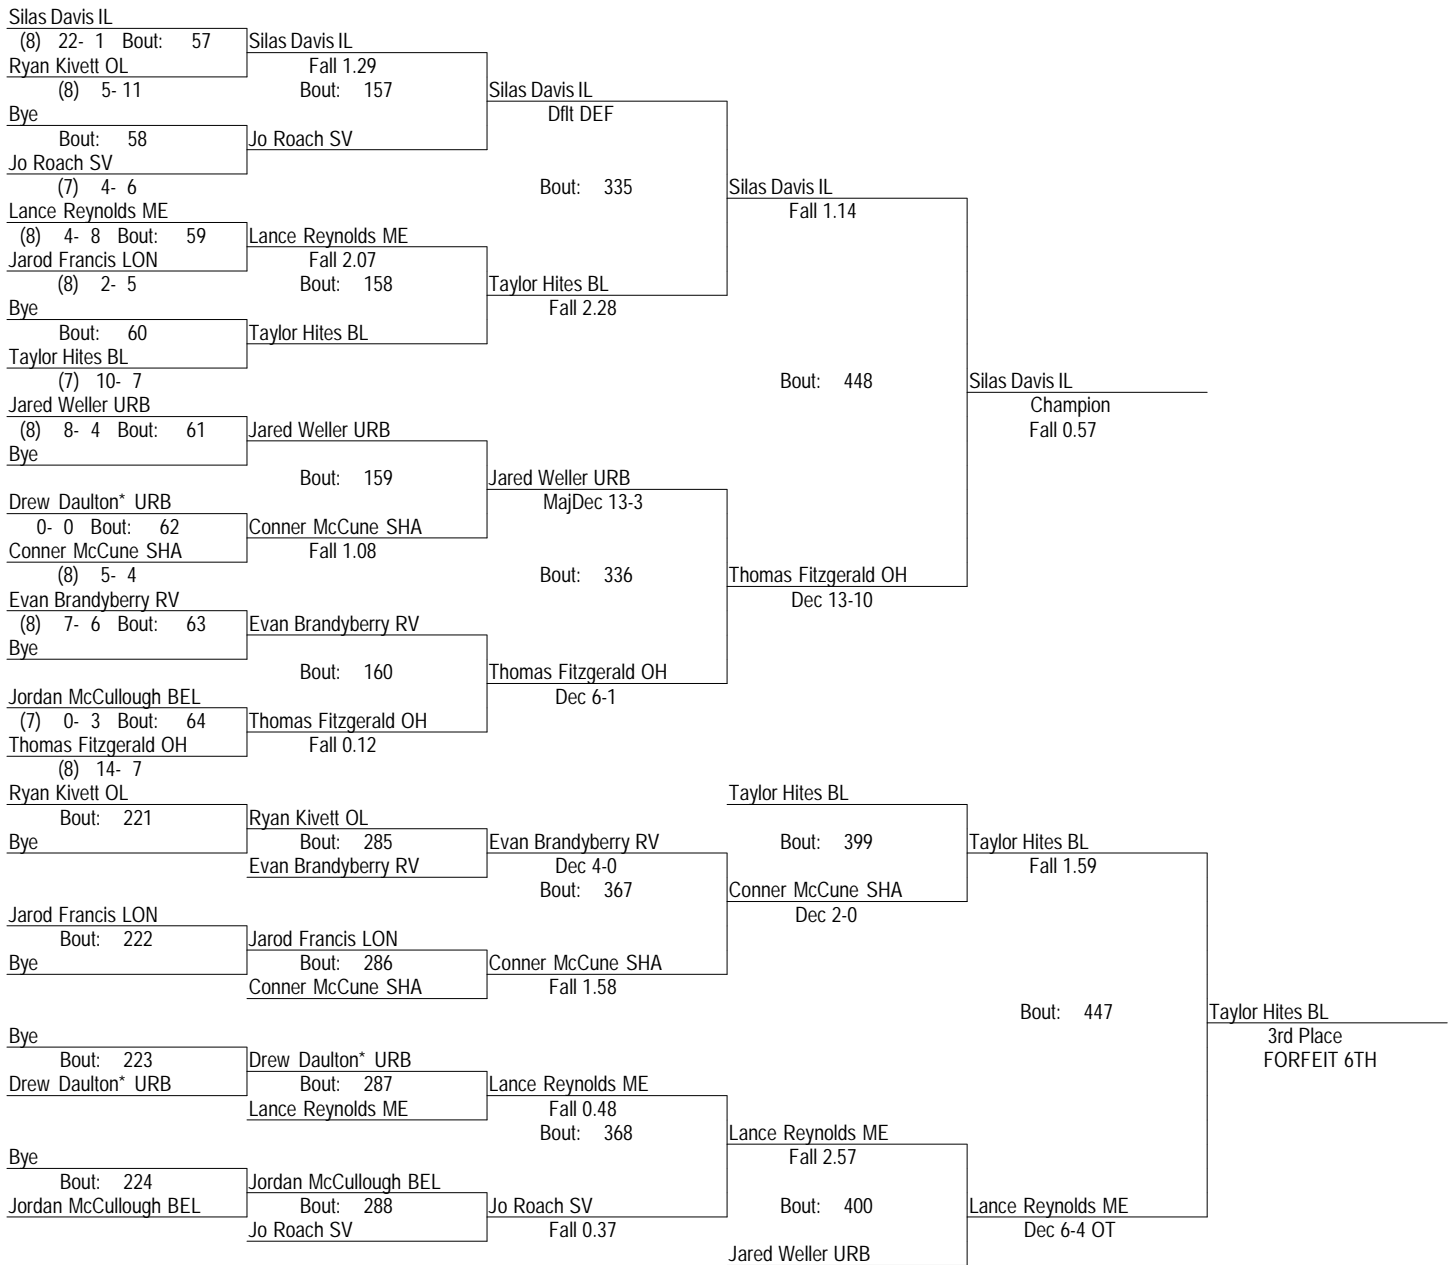 Silas Davis IL
(8) 22- 1 Bout: 57 Silas Davis IL
Ryan Kivett OL Fall 1.29
(8) 5- 11 Bout: 157 Silas Davis IL
Bye Dflt DEF
Bout: 58 Jo Roach SV
Jo Roach SV
(7) 4- 6 Bout: 335 Silas Davis IL
Lance Reynolds ME Fall 1.14
(8) 4- 8 Bout: 59 Lance Reynolds ME
Jarod Francis LON Fall 2.07
(8) 2- 5 Bout: 158 Taylor Hites BL
Bye Fall 2.28
Bout: 60 Taylor Hites BL
Taylor Hites BL
(7) 10- 7 Bout: 448 Silas Davis IL
Jared Weller URB Champion
(8) 8- 4 Bout: 61 Jared Weller URB Fall 0.57
Bye
Bout: 159 Jared Weller URB
Drew Daulton* URB MajDec 13-3
0- 0 Bout: 62 Conner McCune SHA
Conner McCune SHA Fall 1.08
(8) 5- 4 Bout: 336 Thomas Fitzgerald OH
Evan Brandyberry RV Dec 13-10
(8) 7- 6 Bout: 63 Evan Brandyberry RV
Bye
Bout: 160 Thomas Fitzgerald OH
Jordan McCullough BEL Dec 6-1
(7) 0- 3 Bout: 64 Thomas Fitzgerald OH
Thomas Fitzgerald OH Fall 0.12
(8) 14- 7
Ryan Kivett OL Taylor Hites BL
Bout: 221 Ryan Kivett OL
Bye Bout: 285 Evan Brandyberry RV Bout: 399 Taylor Hites BL
Evan Brandyberry RV Dec 4-0 Fall 1.59
Bout: 367 Conner McCune SHA
Jarod Francis LON Dec 2-0
Bout: 222 Jarod Francis LON
Bye Bout: 286 Conner McCune SHA
Conner McCune SHA Fall 1.58
Bout: 447 Taylor Hites BL
Bye 3rd Place
Bout: 223 Drew Daulton* URB FORFEIT 6TH
Drew Daulton* URB Bout: 287 Lance Reynolds ME
Lance Reynolds ME Fall 0.48
Bout: 368 Lance Reynolds ME
Bye Fall 2.57
Bout: 224 Jordan McCullough BEL
Jordan McCullough BEL Bout: 288 Jo Roach SV Bout: 400 Lance Reynolds ME
Jo Roach SV Fall 0.37 Dec 6-4 OT
Jared Weller URB